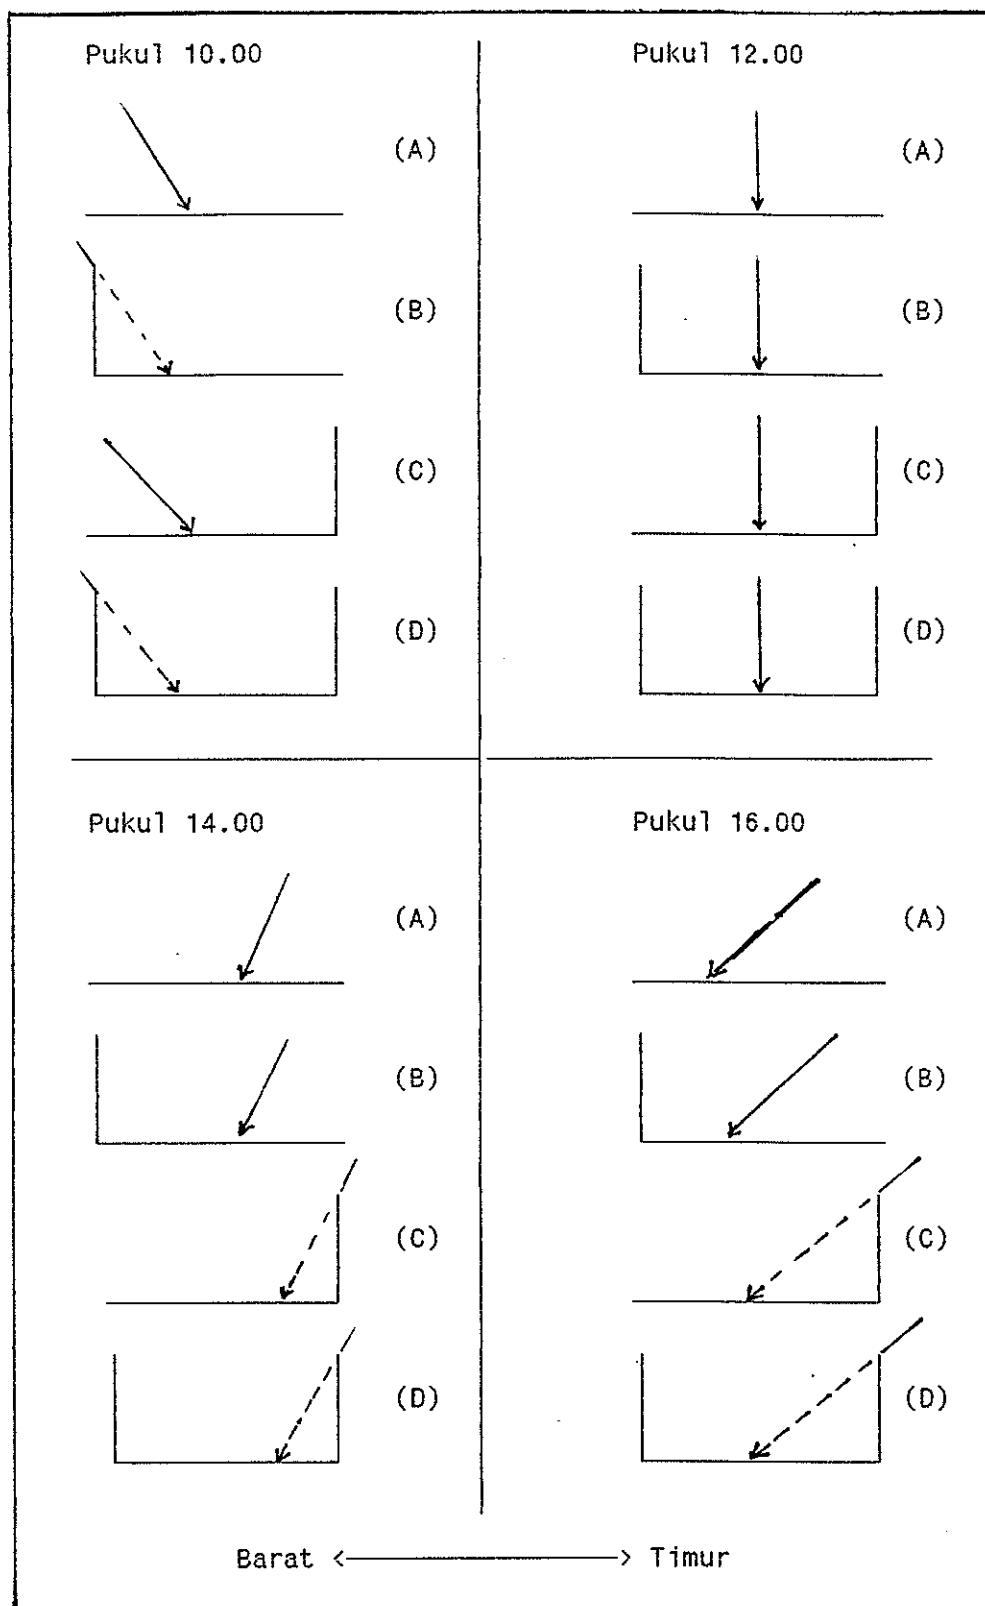 Pukul 10.00
(A)
(B)
(C)
(D)
Pukul 12.00
(A)
(B)
(C)
(D)
Pukul 14.00
(A)
(B)
(C)
(D)
Pukul 16.00
(A)
(B)
(C)
(D)
Barat <-----------------> Timur